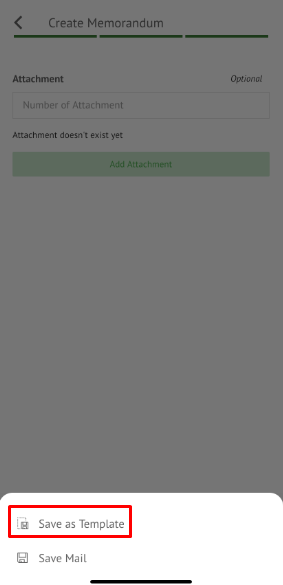 Create Memorandum
Attachment Optional
Number of Attachment
Attachment doesn't exist yet
Add Attachment
Save as Template
Save Mail